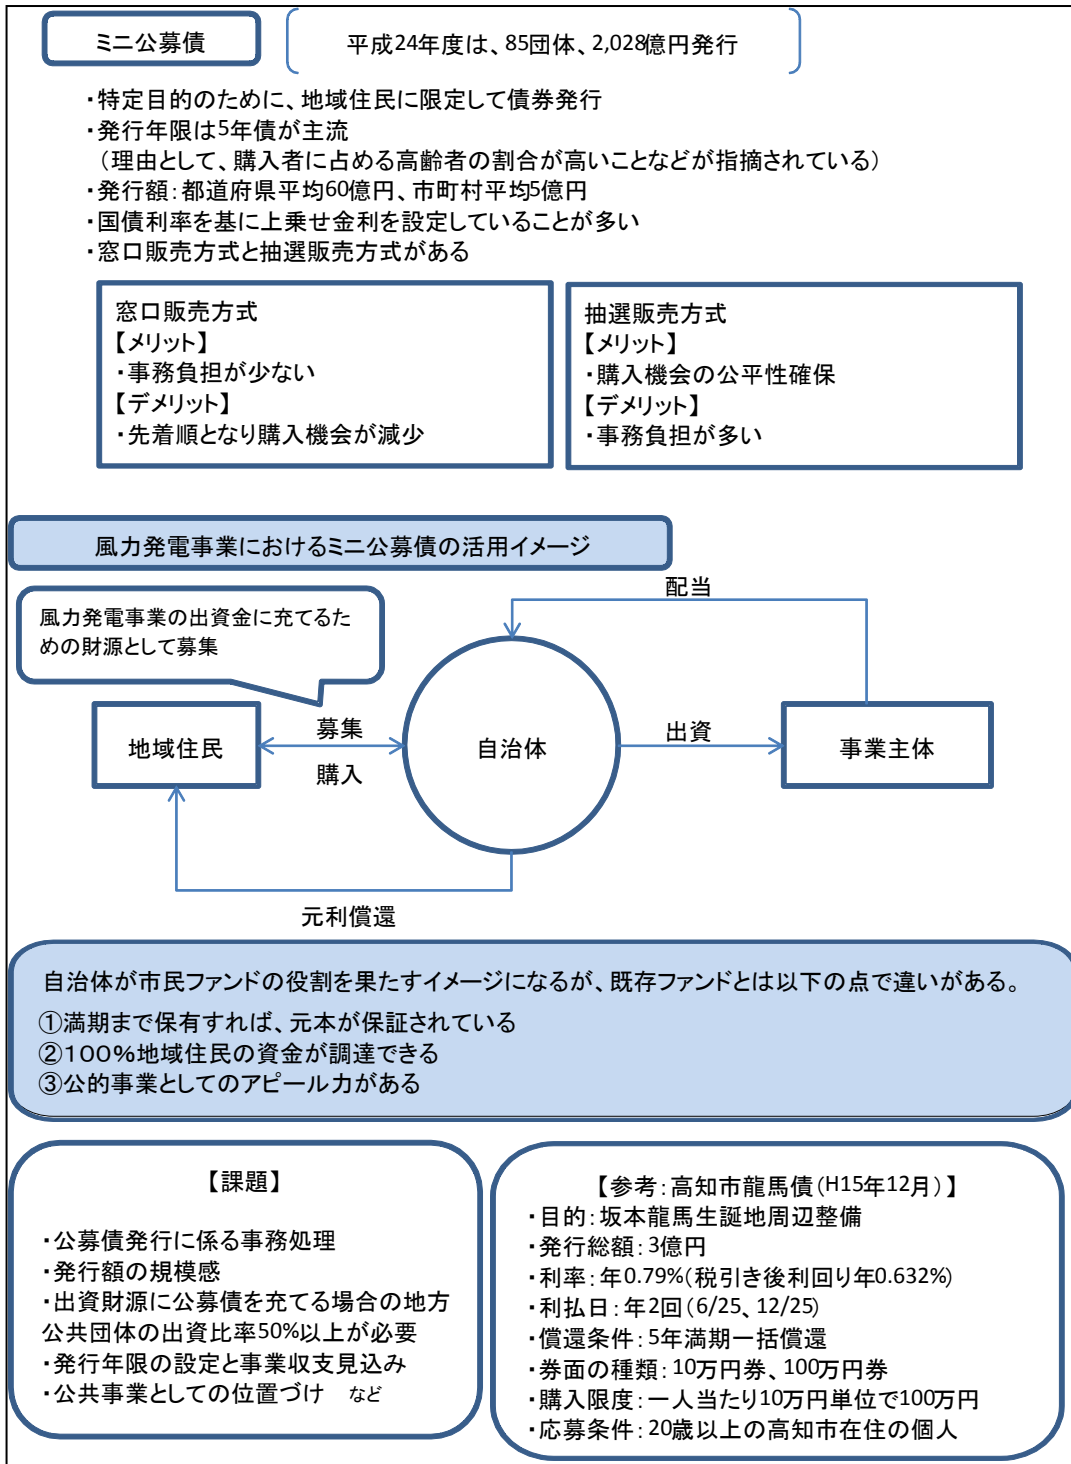 ミニ公募債
平成24年度は、85団体、2,028億円発行
・特定目的のために、地域住民に限定して債券発行
・発行年限は5年債が主流
（理由として、購入者に占める高齢者の割合が高いことなどが指摘されている）
・発行額：都道府県平均60億円、市町村平均5億円
・国債利率を基に上乗せ金利を設定していることが多い
・窓口販売方式と抽選販売方式がある
窓口販売方式
【メリット】
・事務負担が少ない
【デメリット】
・先着順となり購入機会が減少
抽選販売方式
【メリット】
・購入機会の公平性確保
【デメリット】
・事務負担が多い
風力発電事業におけるミニ公募債の活用イメージ
配当
風力発電事業の出資金に充てるた
めの財源として募集
地域住民
募集
購入
自治体
出資
事業主体
元利償還
自治体が市民ファンドの役割を果たすイメージになるが、既存ファンドとは以下の点で違いがある。
①満期まで保有すれば、元本が保証されている
②１００％地域住民の資金が調達できる
③公的事業としてのアピール力がある
【課題】
・公募債発行に係る事務処理
・発行額の規模感
・出資財源に公募債を充てる場合の地方
公共団体の出資比率50%以上が必要
・発行年限の設定と事業収支見込み
・公共事業としての位置づけ　など
【参考：高知市龍馬債（H15年12月）】
・目的：坂本龍馬生誕地周辺整備
・発行総額：3億円
・利率：年0.79%（税引き後利回り年0.632%）
・利払日：年2回（6/25、12/25）
・償還条件：5年満期一括償還
・券面の種類：10万円券、100万円券
・購入限度：一人当たり10万円単位で100万円
・応募条件：20歳以上の高知市在住の個人